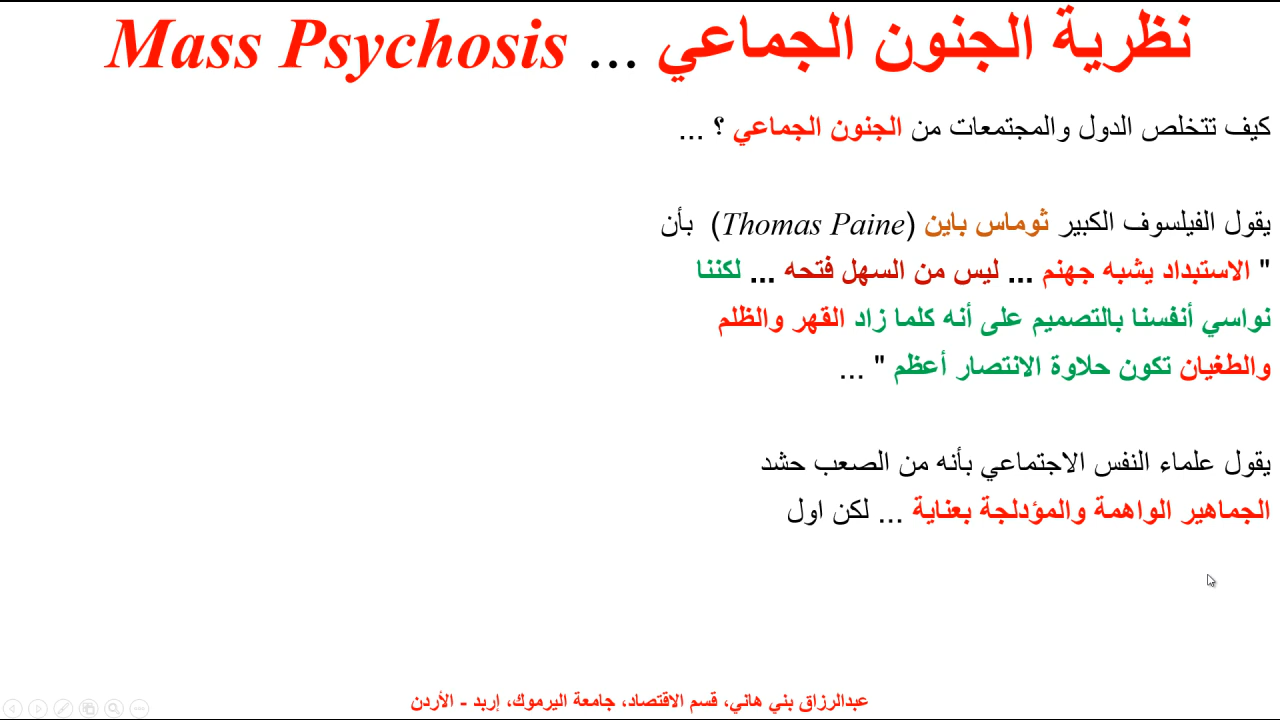 نظرية الجنون الجماعي ... Mass Psychosis
كيف تتخلص الدول والمجتمعات من الجنون الجماعي ؟ ...
يقول الفيلسوف الكبير ثوماس باين (Thomas Paine) بأن
" الاستبداد يشبه جهنم ... ليس من السهل فتحه ... لكننا
نواسي أنفسنا بالتصميم على أنه كلما زاد القهر والظلم
والطغيان تكون حلاوة الانتصار أعظم " ...
يقول علماء النفس الاجتماعي بأنه من الصعب حشد
الجماهير الواهمة والمؤدلجة بعناية ... لكن اول
عبدالرزاق بني هاني، قسم الاقتصاد، جامعة اليرموك، إربد - الأردن